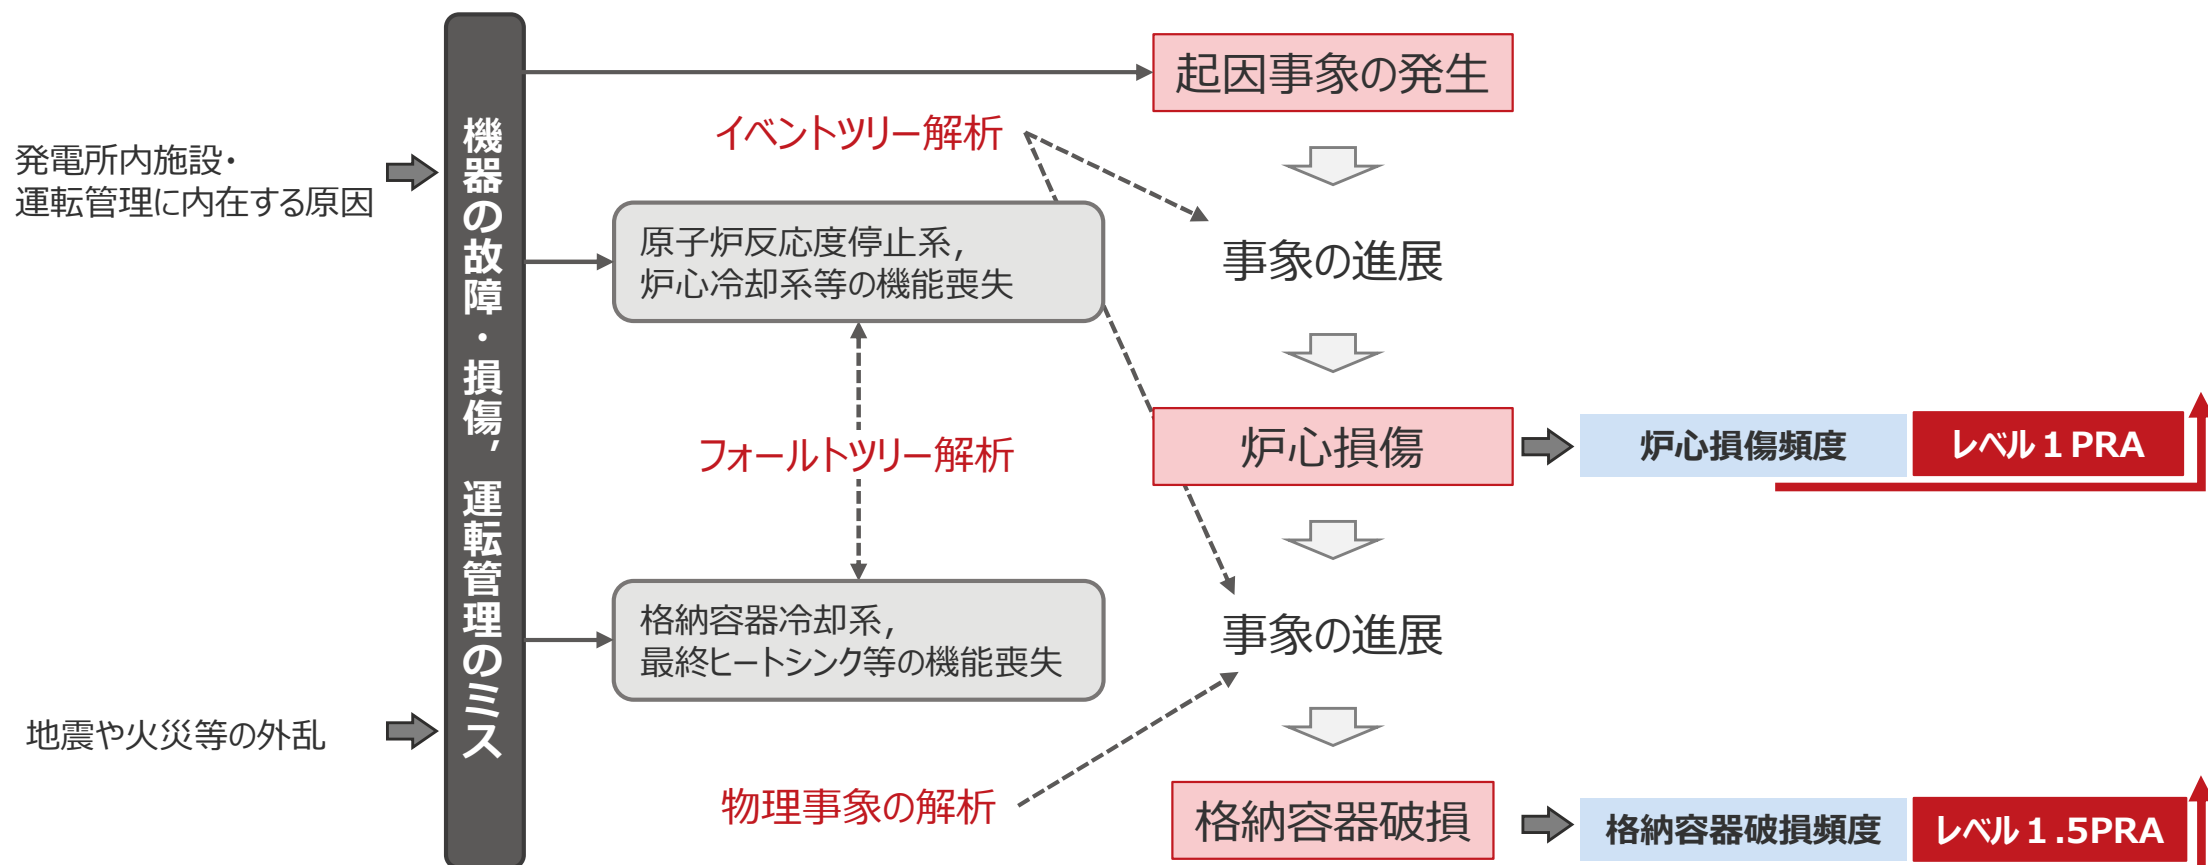 発電所内施設・
運転管理に内在する原因
地震や火災等の外乱
機器の故障・損傷，運転管理のミス
起因事象の発生
イベントツリー解析
原子炉反応度停止系，
炉心冷却系等の機能喪失
事象の進展
フォールトツリー解析
炉心損傷
炉心損傷頻度
レベル１PRA
格納容器冷却系，
最終ヒートシンク等の機能喪失
事象の進展
物理事象の解析
格納容器破損
格納容器破損頻度
レベル１.5PRA